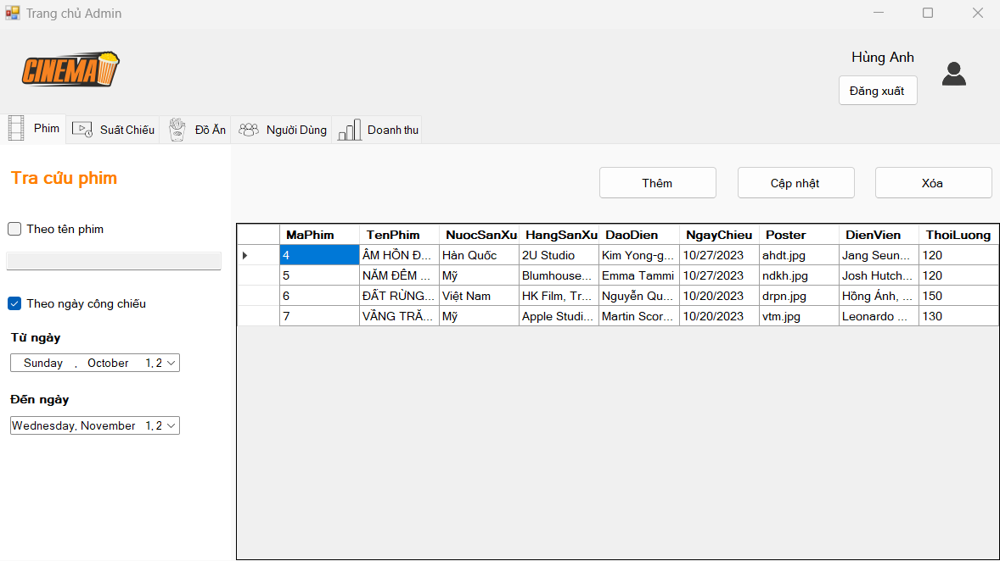 Trang chủ Admin
CINEMA
Hùng Anh
Đăng xuất
Phim Suất Chiếu Đồ Ăn Người Dùng Doanh thu
Tra cứu phim
Thêm Cập nhật Xóa
Theo tên phim
Theo ngày công chiếu
Từ ngày
Sunday , October 1, 2
Đến ngày
Wednesday, November 1, 2
MaPhim TenPhim NuocSanXu HangSanXu DaoDien NgayChieu Poster DienVien ThoiLuong
4 ÂM HỒN Đ... Hàn Quốc 2U Studio Kim Yong-g... 10/27/2023 ahdt.jpg Jang Seun... 120
5 NĂM ĐÊM ... Mỹ Blumhouse... Emma Tammi 10/27/2023 ndkh.jpg Josh Hutch... 120
6 ĐẤT RỪNG... Việt Nam HK Film, Tr... Nguyễn Qu... 10/20/2023 drpn.jpg Hồng Ánh, ... 150
7 VẦNG TRĂ... Mỹ Apple Studi... Martin Scor... 10/20/2023 vtm.jpg Leonardo ... 130